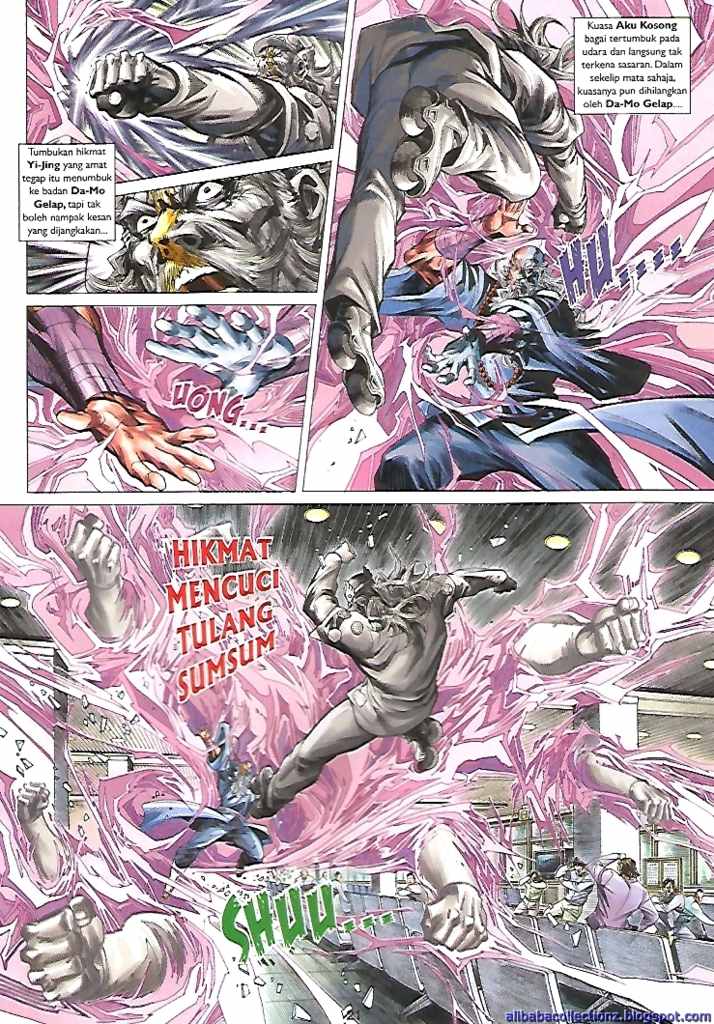 Tumbukan hikmat
Yi-Jing yang amat
tegap itu menumbuk
ke badan Da-Mo
Gelap, tapi tak
boleh nampak kesan
yang dijangkakan...
Kuasa Aku Kosong
bagai tertumbuk pada
udara dan langsung tak
terkena sasaran. Dalam
sekelip mata sahaja,
kuasanya pun dihilangkan
oleh Da-Mo Gelap....
HU....
UONG...
HIKMAT
MENCUCI
TULANG
SUMSUM
SHUU...
alibabacollectionz.blogspot.com